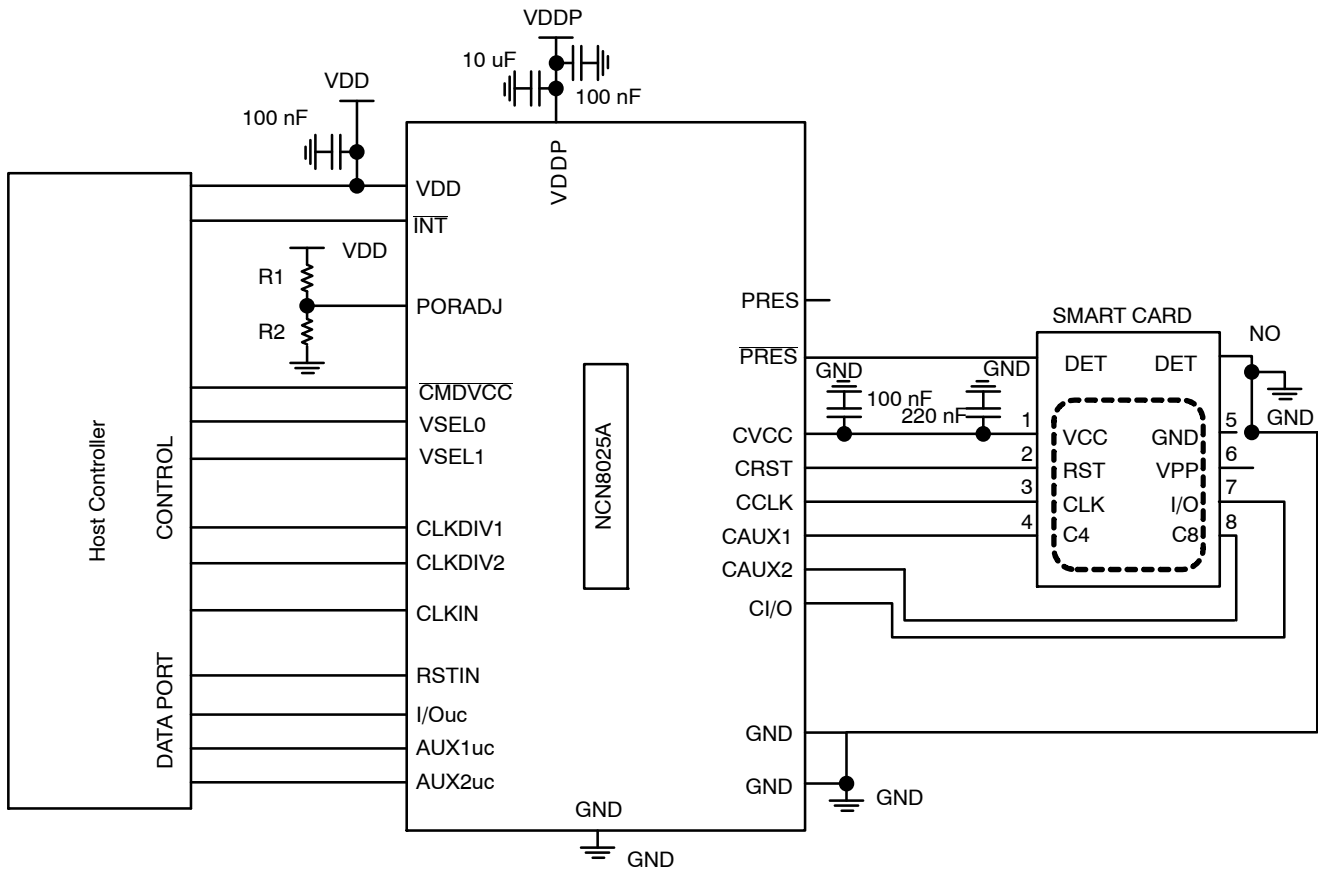 VDDP
10 uF
100 nF
VDD
100 nF
VDDP
VDD
INT
VDD
R1
R2
PORADJ
CMDVCC
VSEL0
VSEL1
CLKDIV1
CLKDIV2
CLKIN
RSTIN
I/Ouc
AUX1uc
AUX2uc
Host Controller
CONTROL
DATA PORT
NCN8025A
PRES
PRES
CVCC
CRST
CCLK
CAUX1
CAUX2
CI/O
GND
GND
GND
GND
GND
GND
100 nF
GND
220 nF
SMART CARD
NO
DET
DET
GND
1
VCC
GND
5
2
RST
VPP
6
3
CLK
I/O
7
4
C4
C8
8